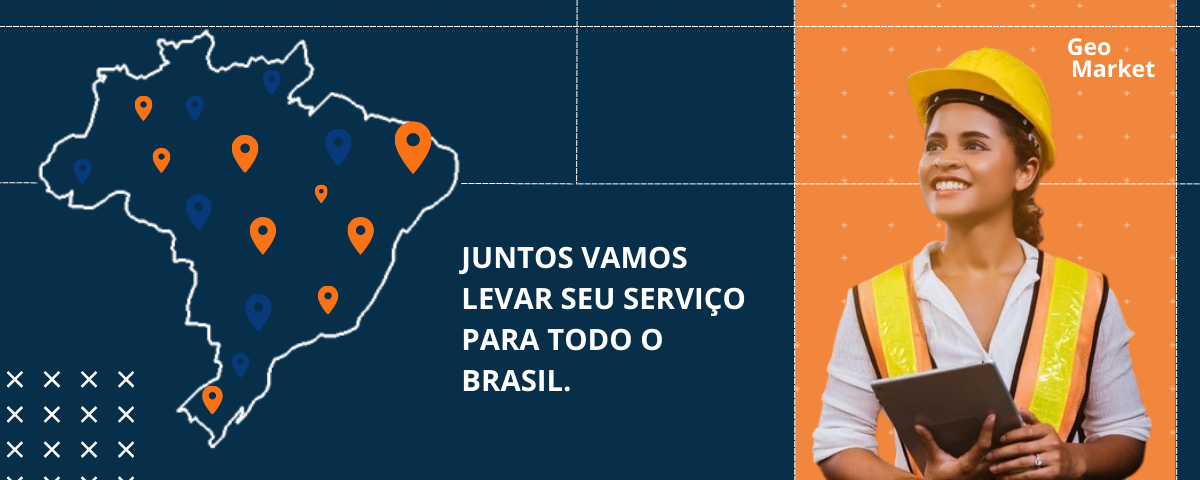 Geo
Market
JUNTOS VAMOS
LEVAR SEU SERVIÇO
PARA TODO O
BRASIL.